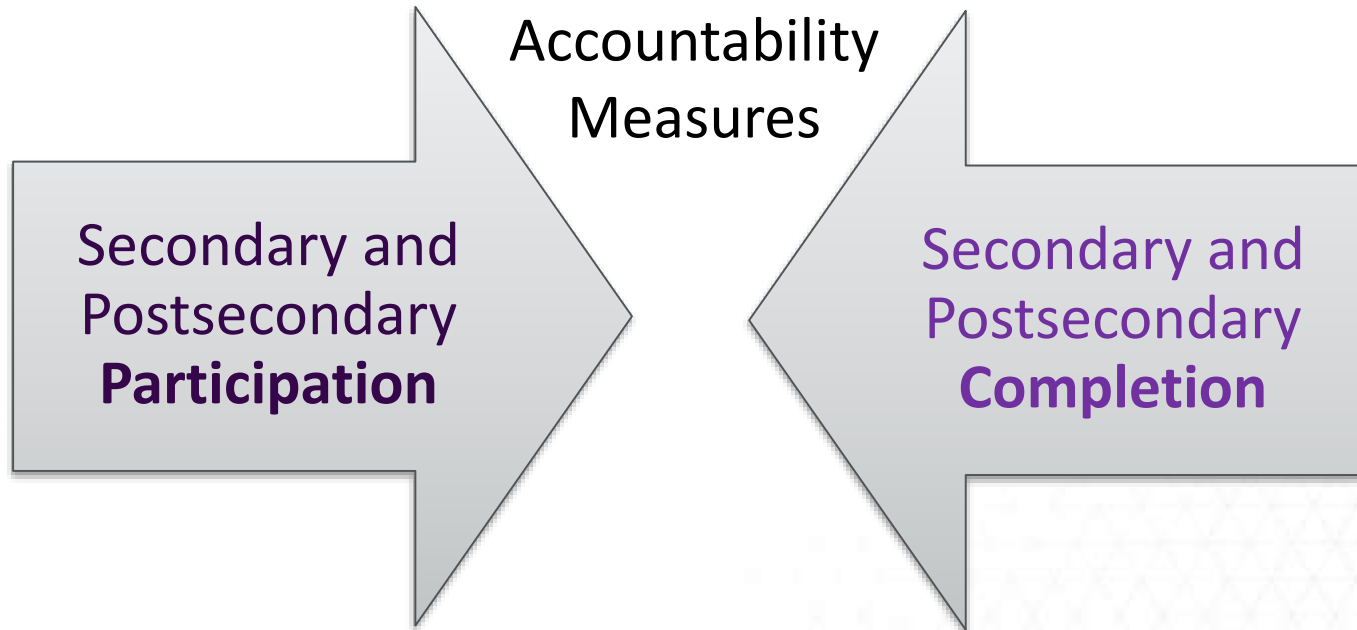 Accountability
Measures
Secondary and
Postsecondary
Participation
Secondary and
Postsecondary
Completion